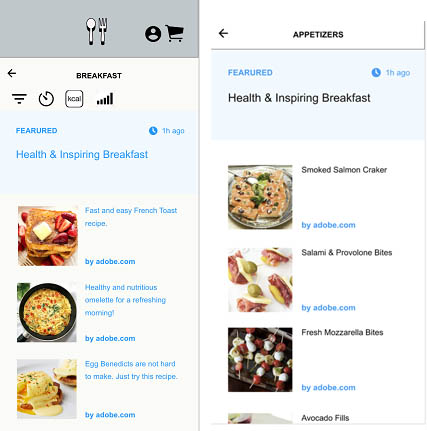 BREAKFAST
kcal
FEARURED
1h ago
Health & Inspiring Breakfast
Fast and easy French Toast
recipe.
by adobe.com
Healthy and nutritious
omelette for a refreshing
morning!
by adobe.com
Egg Benedicts are not hard
to make. Just try this recipe.
by adobe.com
APPETIZERS
FEARURED
1h ago
Health & Inspiring Breakfast
Smoked Salmon Craker
by adobe.com
Salami & Provolone Bites
by adobe.com
Fresh Mozzarella Bites
by adobe.com
Avocado Fills